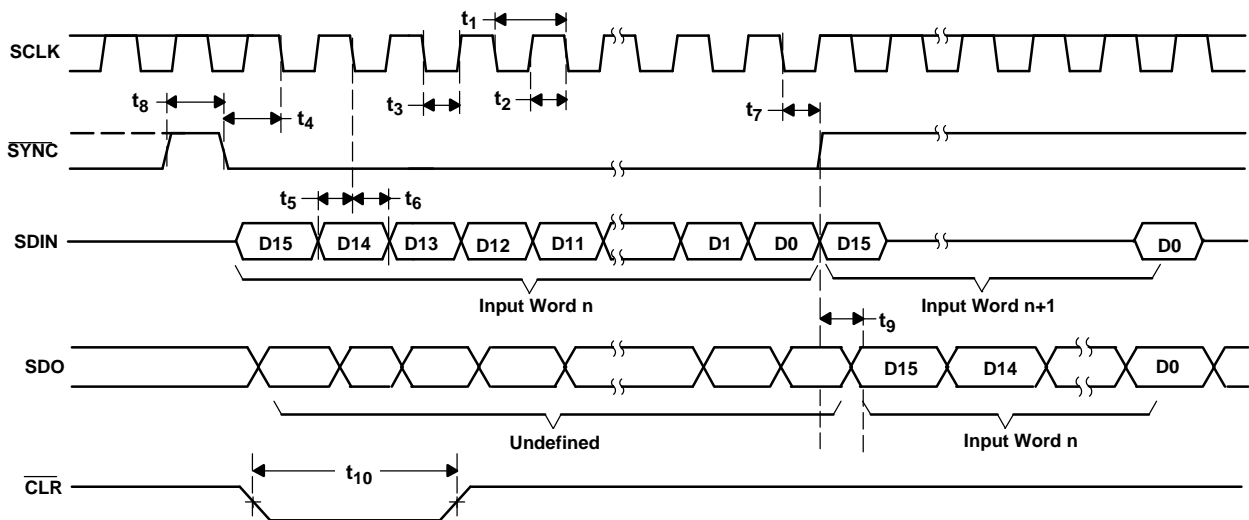 t1
SCLK
t8
t4
t3
t2
t7
SYNC
t5
t6
SDIN
D15
D14
D13
D12
D11
D1
D0
D15
D0
Input Word n
Input Word n+1
t9
SDO
D15
D14
D0
Undefined
Input Word n
t10
CLR